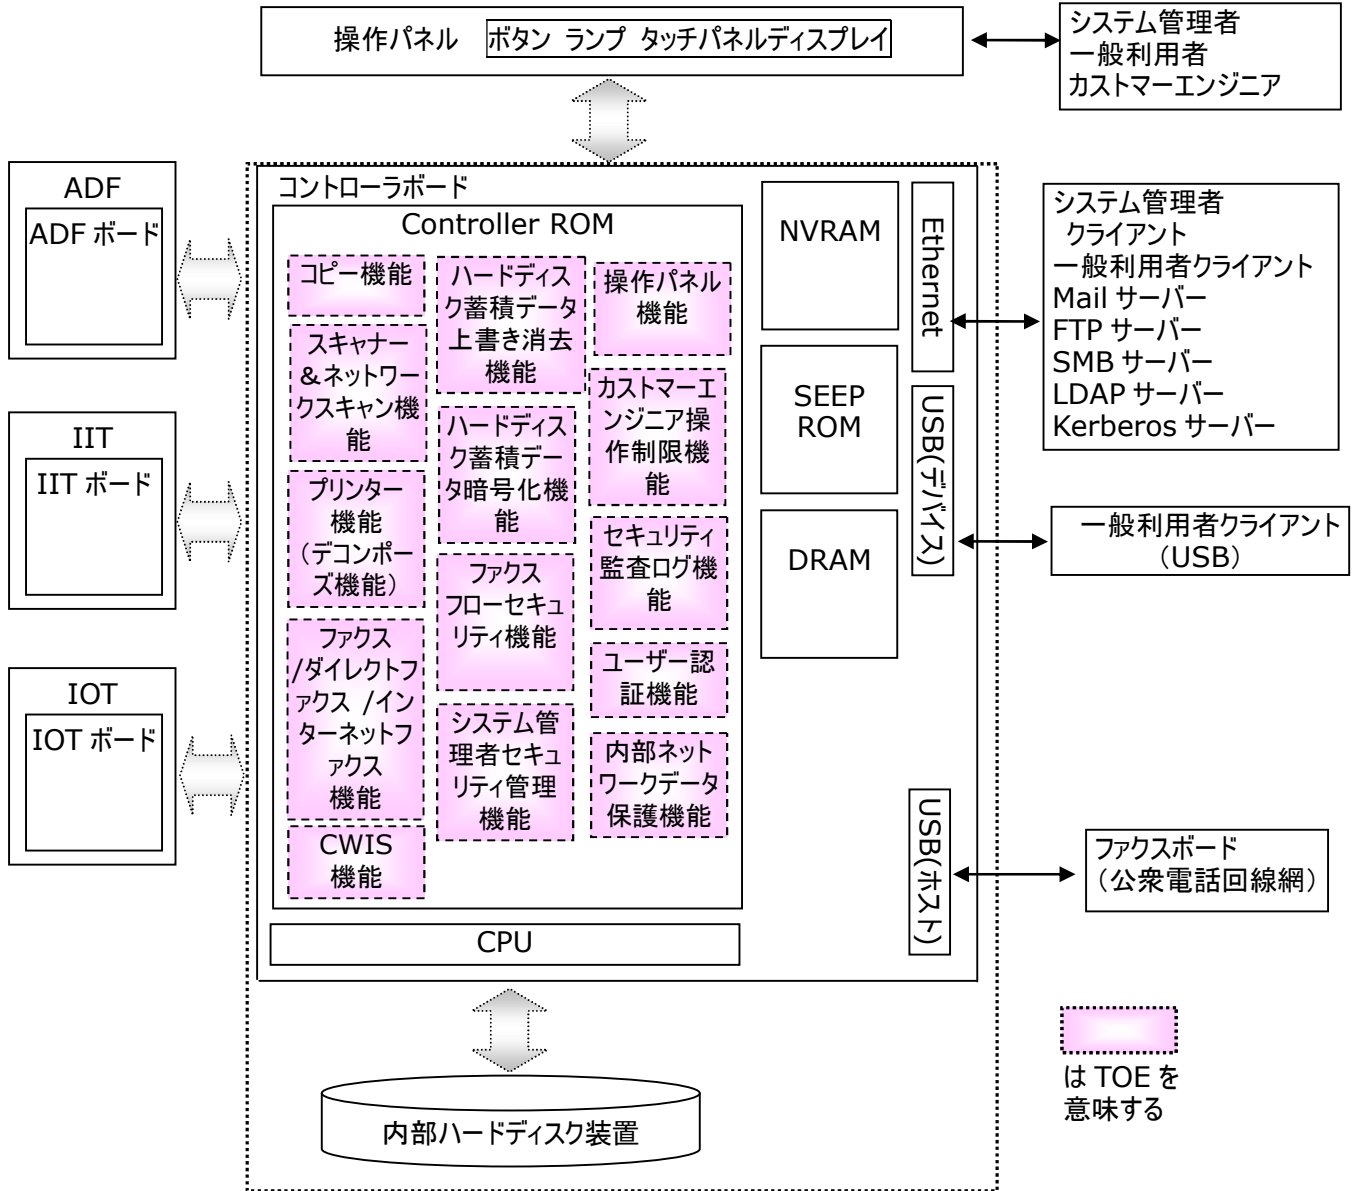 操作パネル ボタン ランプ タッチパネルディスプレイ
システム管理者
一般利用者
カストマーエンジニア
ADF
ADF ボード
IIT
IIT ボード
IOT
IOT ボード
コントローラボード
Controller ROM
コピー機能
スキャナー
&ネットワー
クスキャン機
能
プリンター
機能
(デコンポー
ズ機能)
ファクス
/ダイレクトフ
ァクス /イン
ターネットフ
ァクス
機能
CWIS
機能
ハードディス
ク蓄積データ
上書き消去
機能
ハードディス
ク蓄積デー
タ暗号化機
能
ファクス
フローセキュ
リティ機能
システム管
理者セキュ
リティ管理
機能
操作パネル
機能
カストマーエ
ンジニア操
作制限機
能
セキュリティ
監査ログ機
能
ユーザー認
証機能
内部ネット
ワークデータ
保護機能
CPU
NVRAM
SEEP
ROM
DRAM
Ethernet
USB(デバイス)
USB(ホスト)
システム管理者
クライアント
一般利用者クライアント
Mail サーバー
FTP サーバー
SMB サーバー
LDAP サーバー
Kerberos サーバー
一般利用者クライアント
(USB)
ファクスボード
(公衆電話回線網)
内部ハードディスク装置
は TOE を
意味する